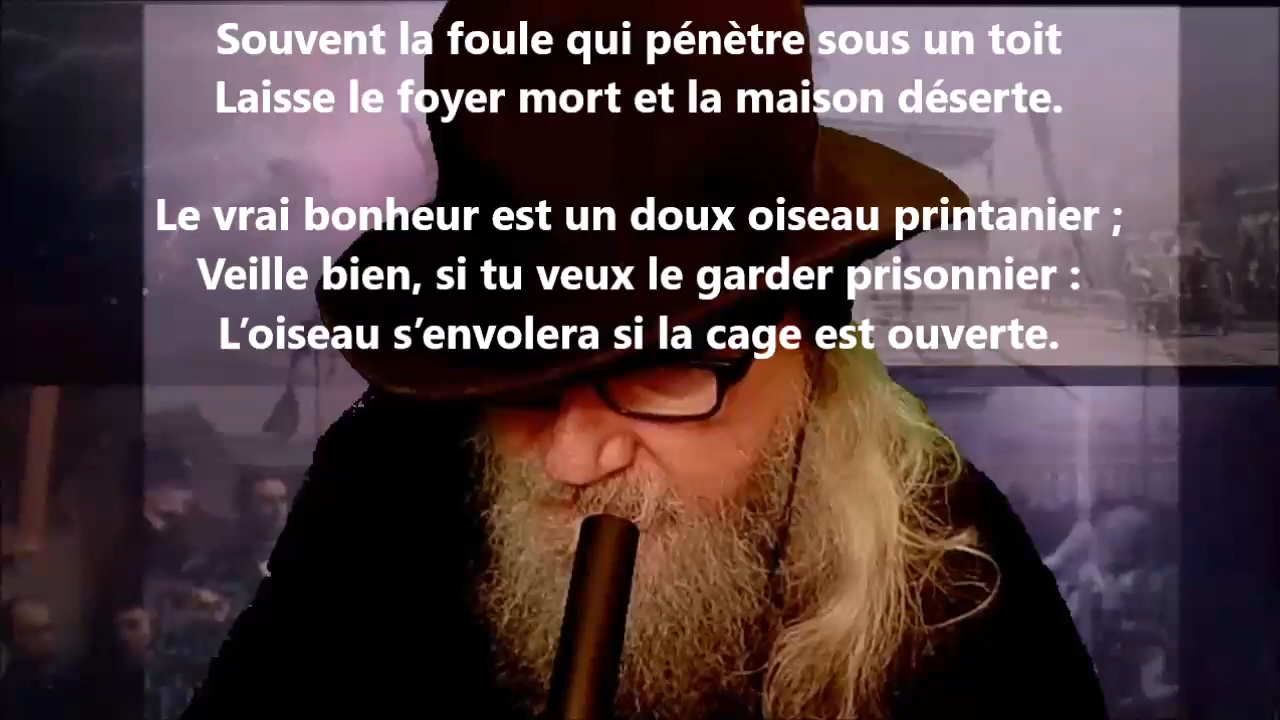 Souvent la foule qui pénètre sous un toit
Laisse le foyer mort et la maison déserte.
Le vrai bonheur est un doux oiseau printanier ;
Veille bien, si tu veux le garder prisonnier :
L’oiseau s’envolera si la cage est ouverte.